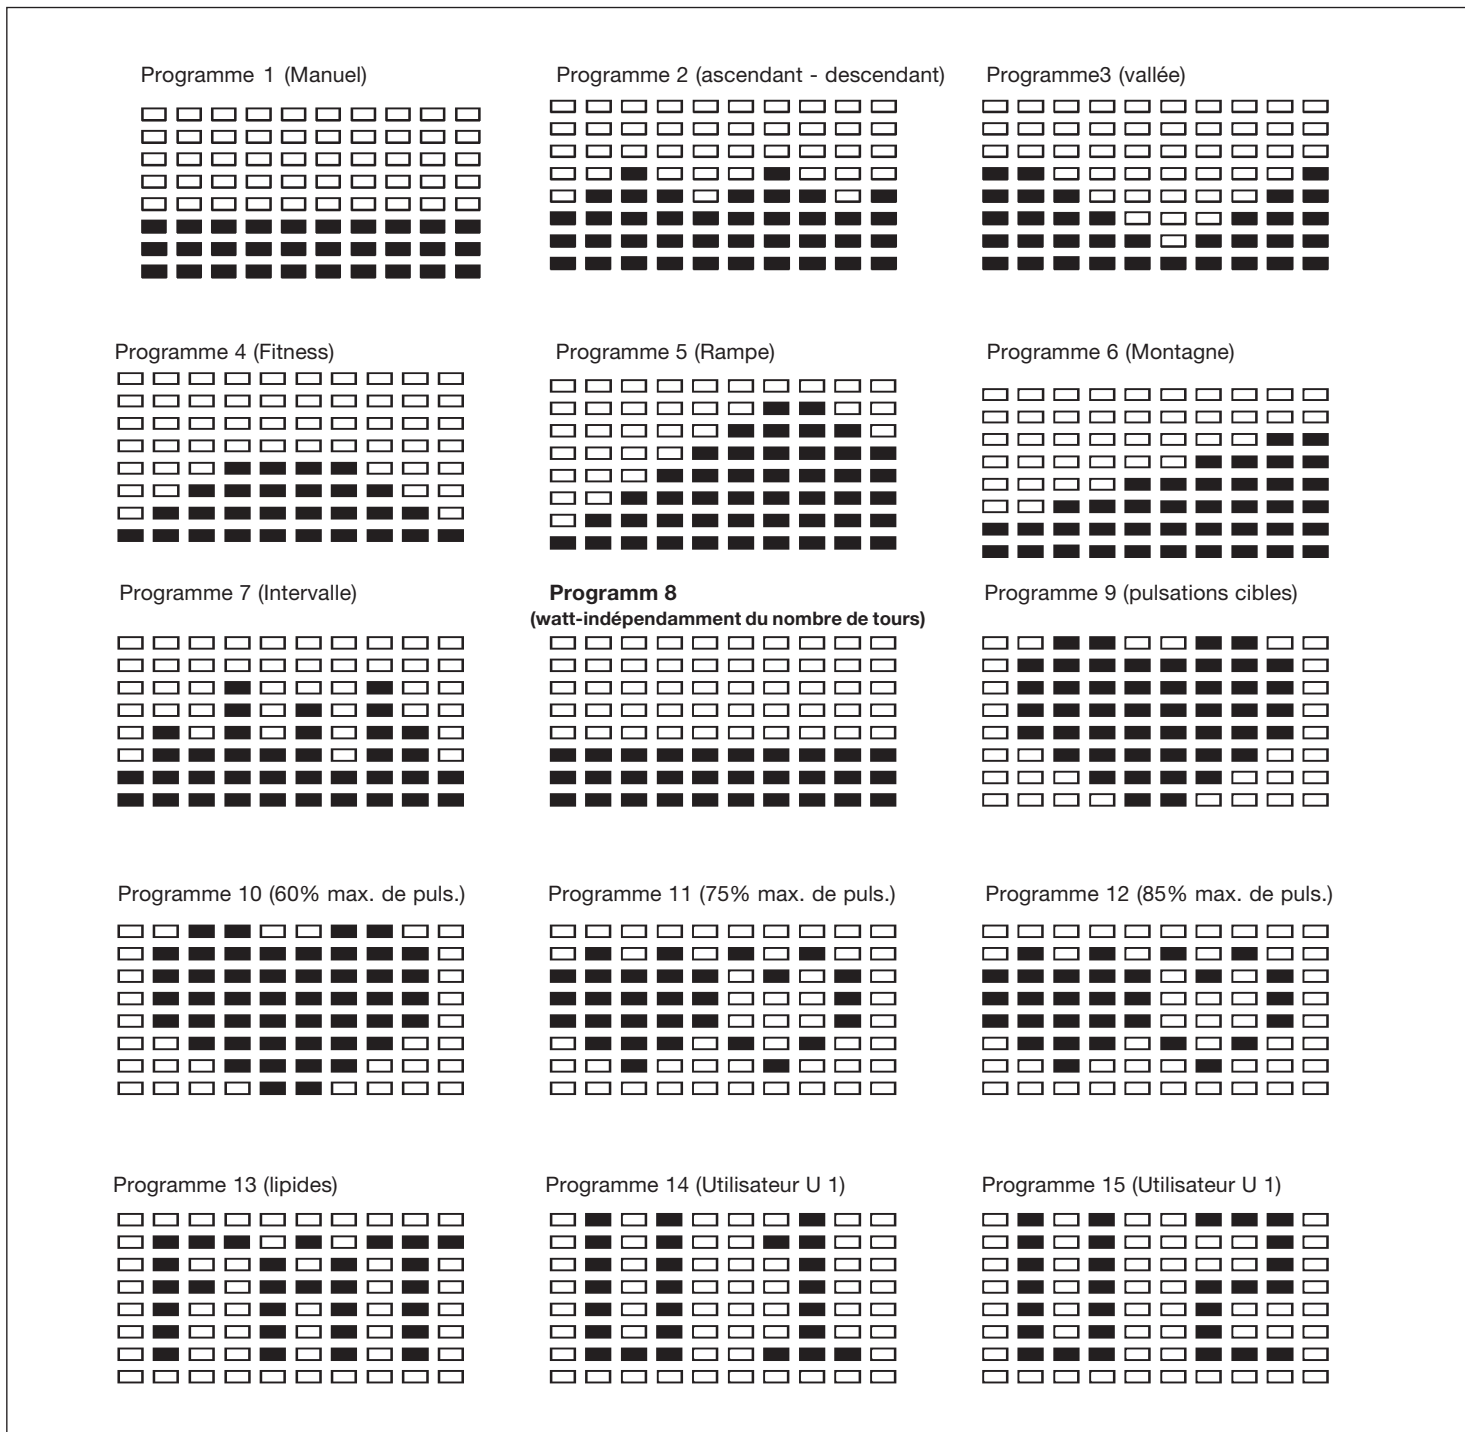 Programme 1 (Manuel)
Programme 2 (ascendant - descendant)
Programme3 (vallée)
Programme 4 (Fitness)
Programme 5 (Rampe)
Programme 6 (Montagne)
Programme 7 (Intervalle)
Programm 8
(watt-indépendamment du nombre de tours)
Programme 9 (pulsations cibles)
Programme 10 (60% max. de puls.)
Programme 11 (75% max. de puls.)
Programme 12 (85% max. de puls.)
Programme 13 (lipides)
Programme 14 (Utilisateur U 1)
Programme 15 (Utilisateur U 1)